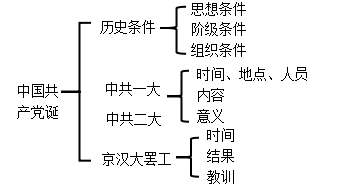 中国共
产党诞
历史条件
思想条件
阶级条件
组织条件
中共一大
中共二大
时间、地点、人员
内容
意义
京汉大罢工
时间
结果
教训